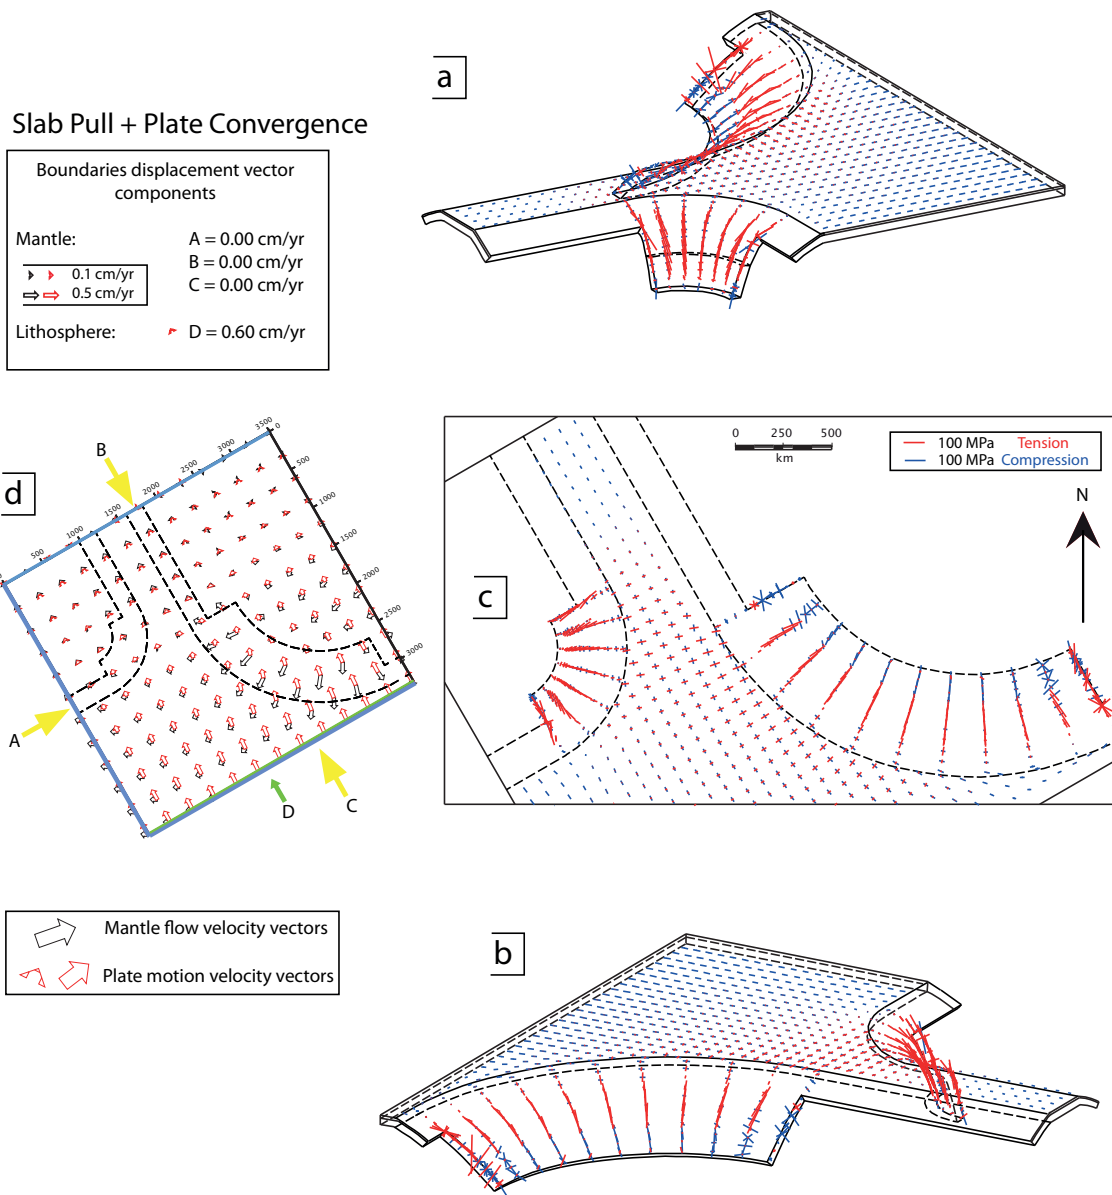 a
Slab Pull + Plate Convergence
Boundaries displacement vector
components
Mantle:
A = 0.00 cm/yr
B = 0.00 cm/yr
C = 0.00 cm/yr
0.1 cm/yr
0.5 cm/yr
Lithosphere:
D = 0.60 cm/yr
d
B
A
D
C
500
1000
1500
2000
2500
3000
3500
0
500
1000
1500
2000
2500
3000
0 250 500
km
100 MPa Tension
100 MPa Compression
N
c
Mantle flow velocity vectors
Plate motion velocity vectors
b